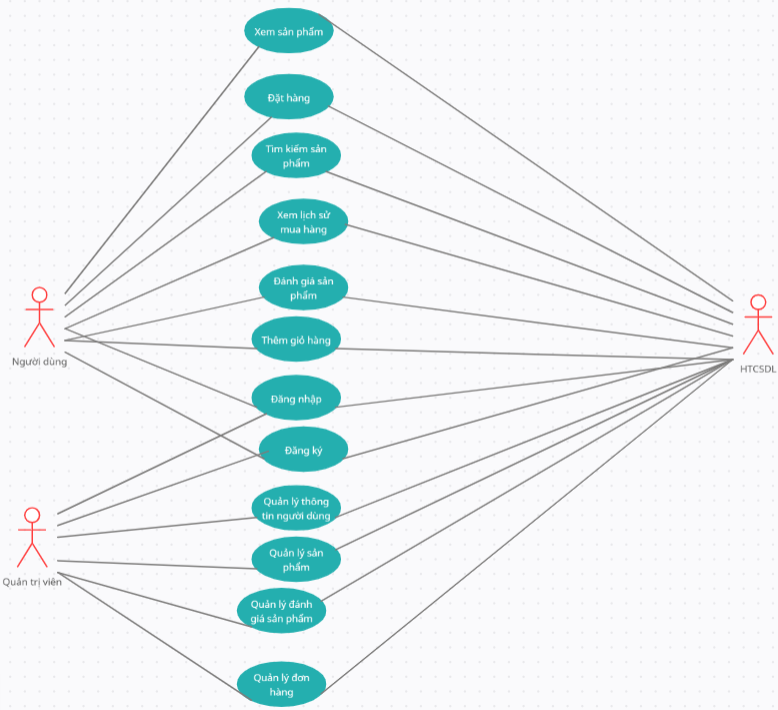 Xem sản phẩm
Đặt hàng
Tìm kiếm sản
phẩm
Xem lịch sử
mua hàng
Đánh giá sản
phẩm
Người dùng
HTCSDL
Thêm giỏ hàng
Đăng nhập
Đăng ký
Quản lý thông
tin người dùng
Quản trị viên
Quản lý sản
phẩm
Quản lý đánh
giá sản phẩm
Quản lý đơn
hàng